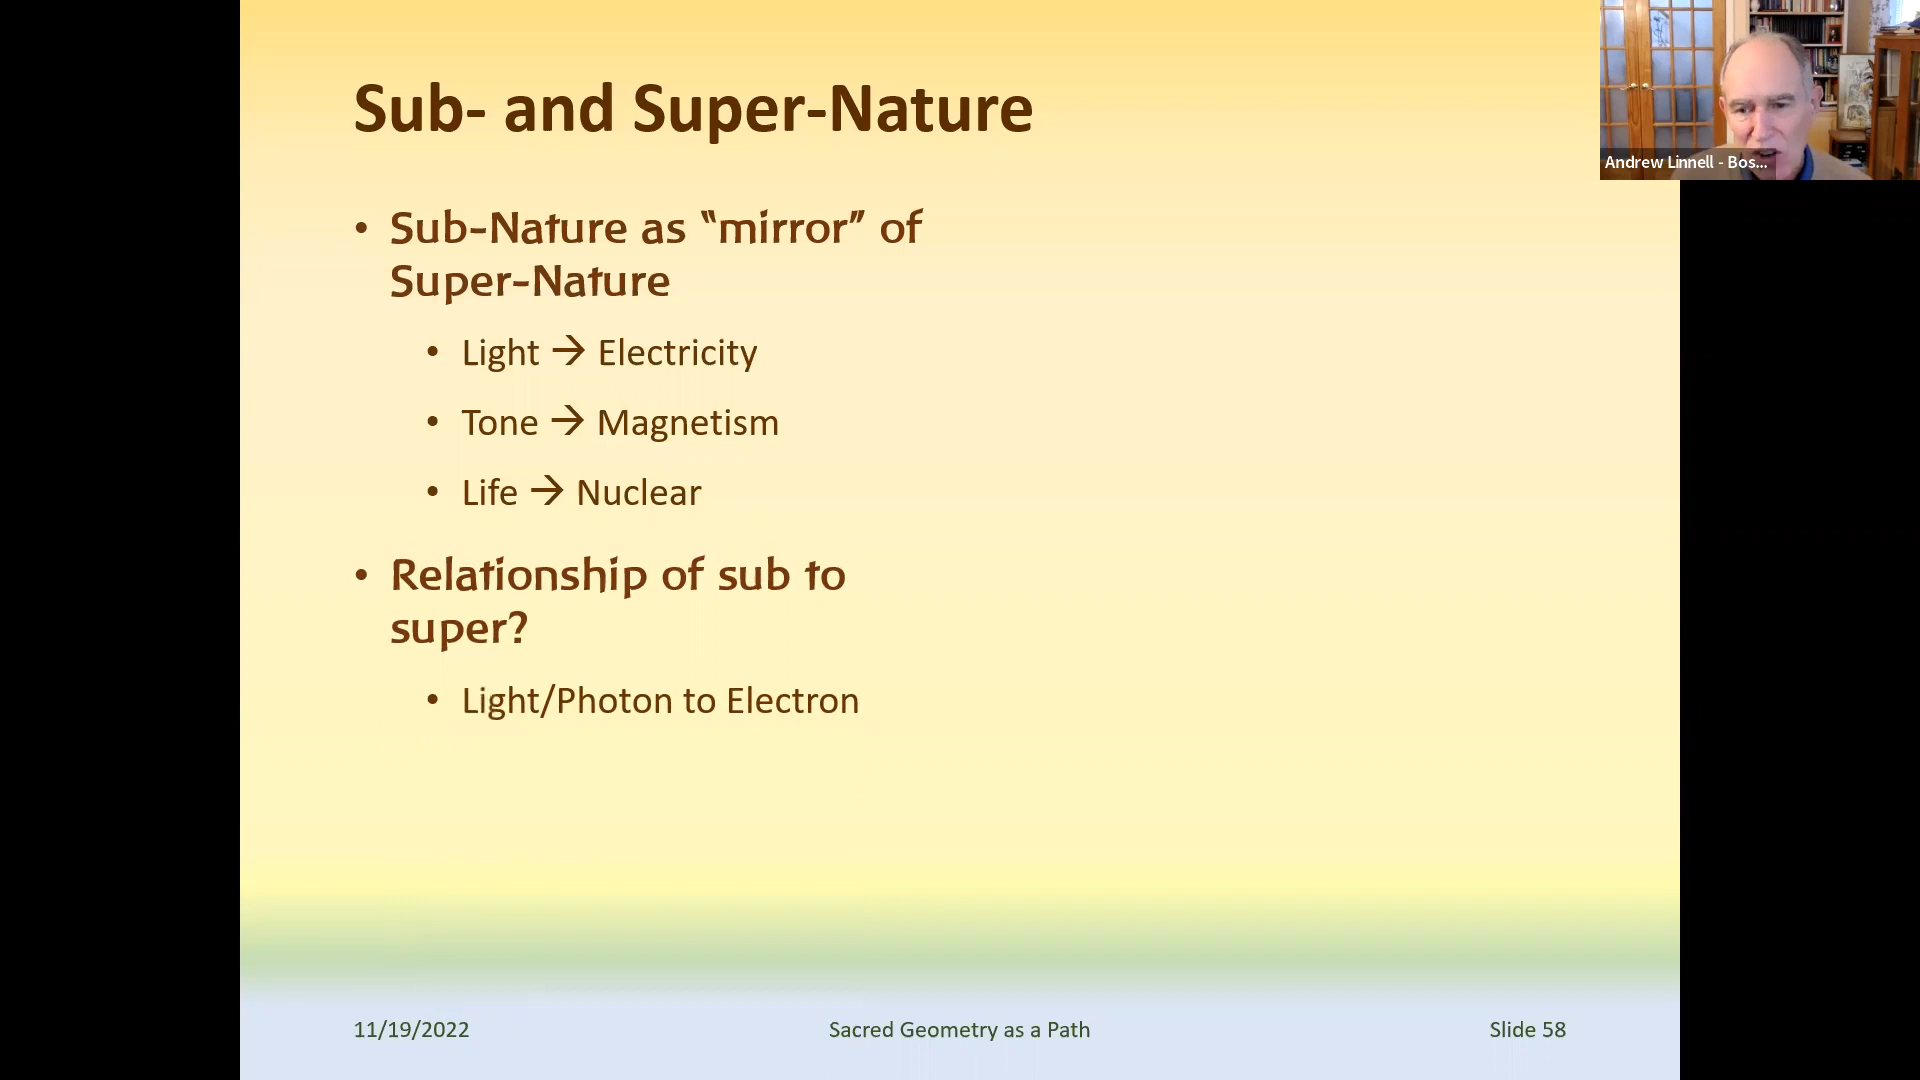 Sub- and Super-Nature
• Sub-Nature as “mirror” of
Super-Nature
• Light → Electricity
• Tone → Magnetism
• Life → Nuclear
• Relationship of sub to
super?
• Light/Photon to Electron
11/19/2022
Sacred Geometry as a Path
Slide 58
Andrew Linnell - Bos...